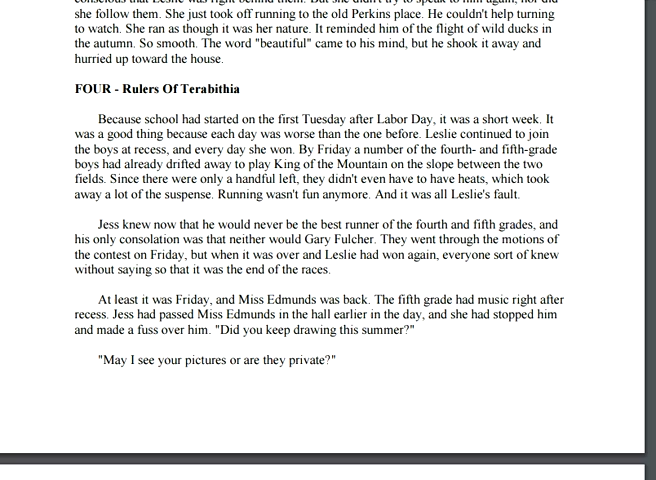 conscious that Leslie was right behind them. But she didn't try to speak to him again, nor did
she follow them. She just took off running to the old Perkins place. He couldn't help turning
to watch. She ran as though it was her nature. It reminded him of the flight of wild ducks in
the autumn. So smooth. The word "beautiful" came to his mind, but he shook it away and
hurried up toward the house.
FOUR - Rulers Of Terabithia
Because school had started on the first Tuesday after Labor Day, it was a short week. It
was a good thing because each day was worse than the one before. Leslie continued to join
the boys at recess, and every day she won. By Friday a number of the fourth- and fifth-grade
boys had already drifted away to play King of the Mountain on the slope between the two
fields. Since there were only a handful left, they didn't even have to have heats, which took
away a lot of the suspense. Running wasn't fun anymore. And it was all Leslie's fault.
Jess knew now that he would never be the best runner of the fourth and fifth grades, and
his only consolation was that neither would Gary Fulcher. They went through the motions of
the contest on Friday, but when it was over and Leslie had won again, everyone sort of knew
without saying so that it was the end of the races.
At least it was Friday, and Miss Edmunds was back. The fifth grade had music right after
recess. Jess had passed Miss Edmunds in the hall earlier in the day, and she had stopped him
and made a fuss over him. "Did you keep drawing this summer?"
"May I see your pictures or are they private?"